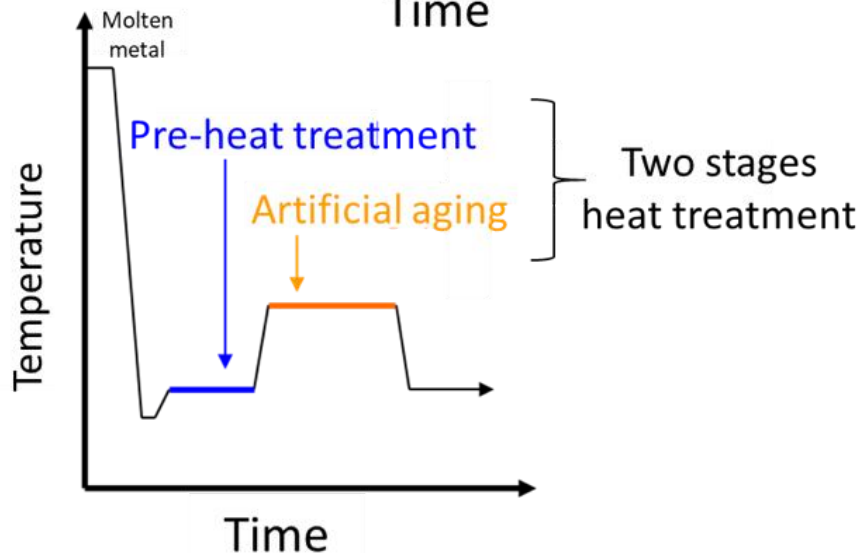 Time
Molten
metal
Pre-heat treatment
Artificial aging
Two stages
heat treatment
Temperature
Time